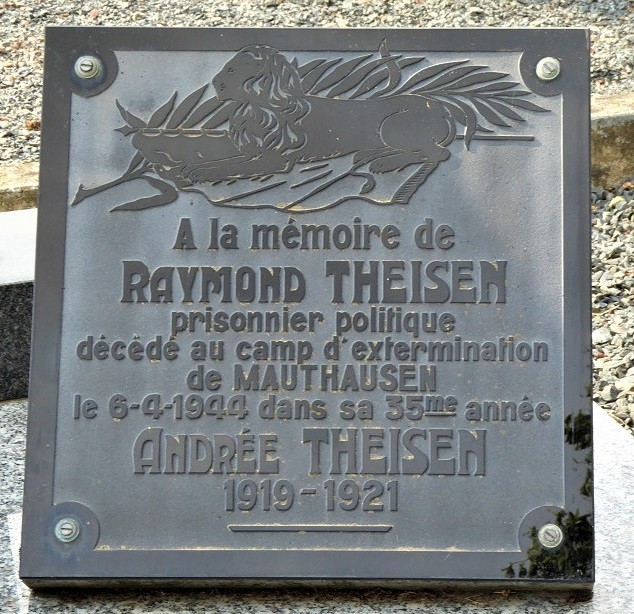 A la mémoire de
RAYMOND THEISEN
prisonnier politique
décédé au camp d'extermination
de MAUTHAUSEN
le 6-4-1944 dans sa 35me année
ANDRÉE THEISEN
1919-1921